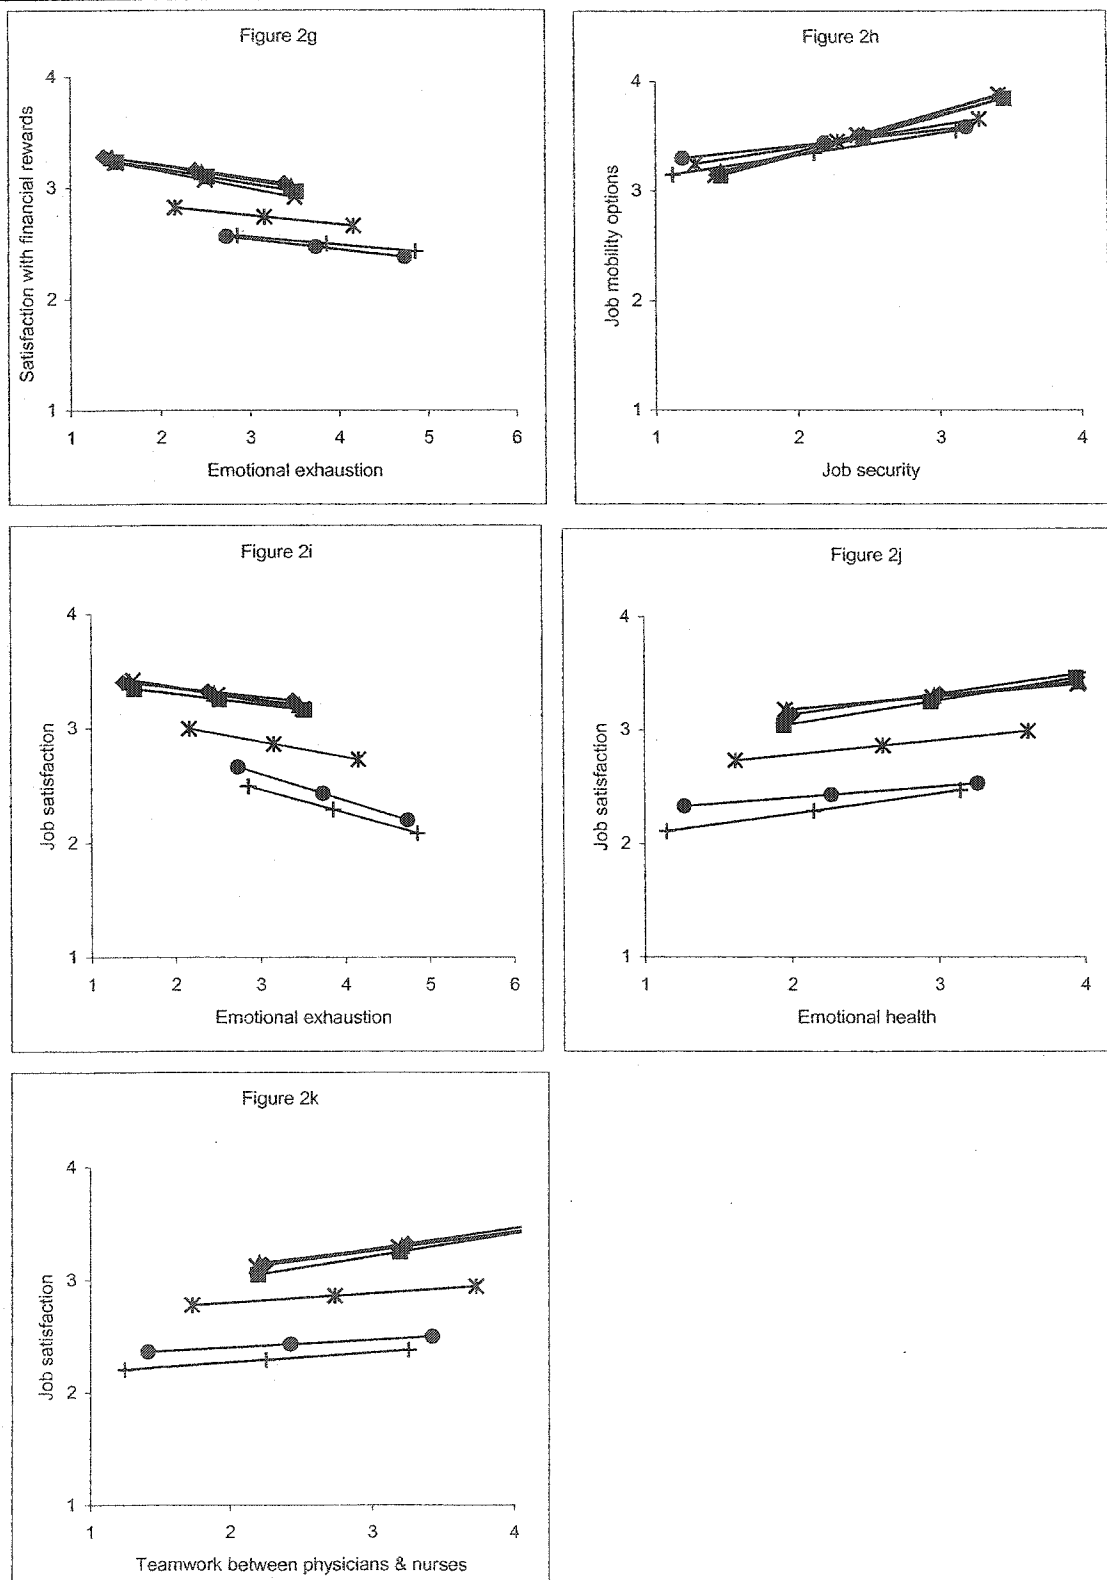 Figure 2g
Satisfaction with financial rewards
4
3
2
1
1 2 3 4 5 6
Emotional exhaustion
Figure 2h
Job mobility options
4
3
2
1
1 2 3 4
Job security
Figure 2i
Job satisfaction
4
3
2
1
1 2 3 4 5 6
Emotional exhaustion
Figure 2j
Job satisfaction
4
3
2
1
1 2 3 4
Emotional health
Figure 2k
Job satisfaction
4
3
2
1
1 2 3 4
Teamwork between physicians & nurses